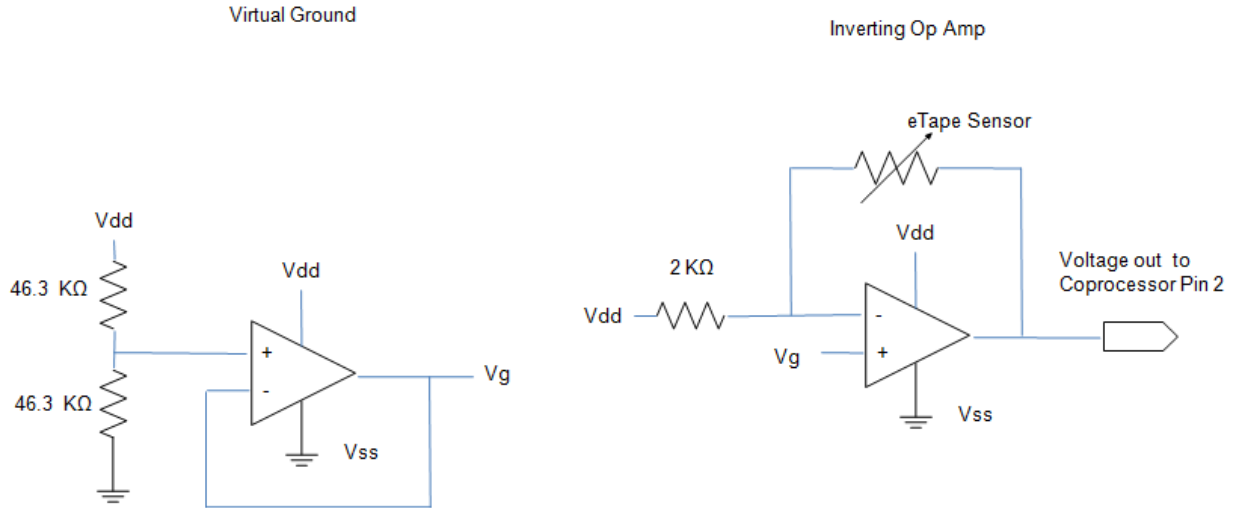 Virtual Ground
Vdd
46.3 KΩ
46.3 KΩ
Vdd
+
-
Vg
Vss
Inverting Op Amp
eTape Sensor
Vdd
2 KΩ
Vdd
-
Vg
+
Vss
Voltage out to
Coprocessor Pin 2